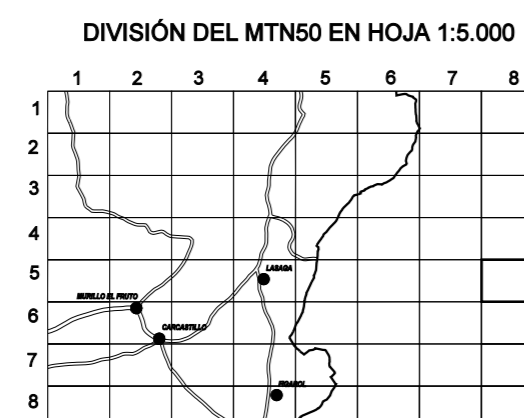 DIVISIÓN DEL MTN50 EN HOJA 1:5.000
1 2 3 4 5 6 7 8
1
2
3
4
5
LASAGA
MURILLO EL FRUTO
6
CARCASTILLO
7
FIGAROL
8